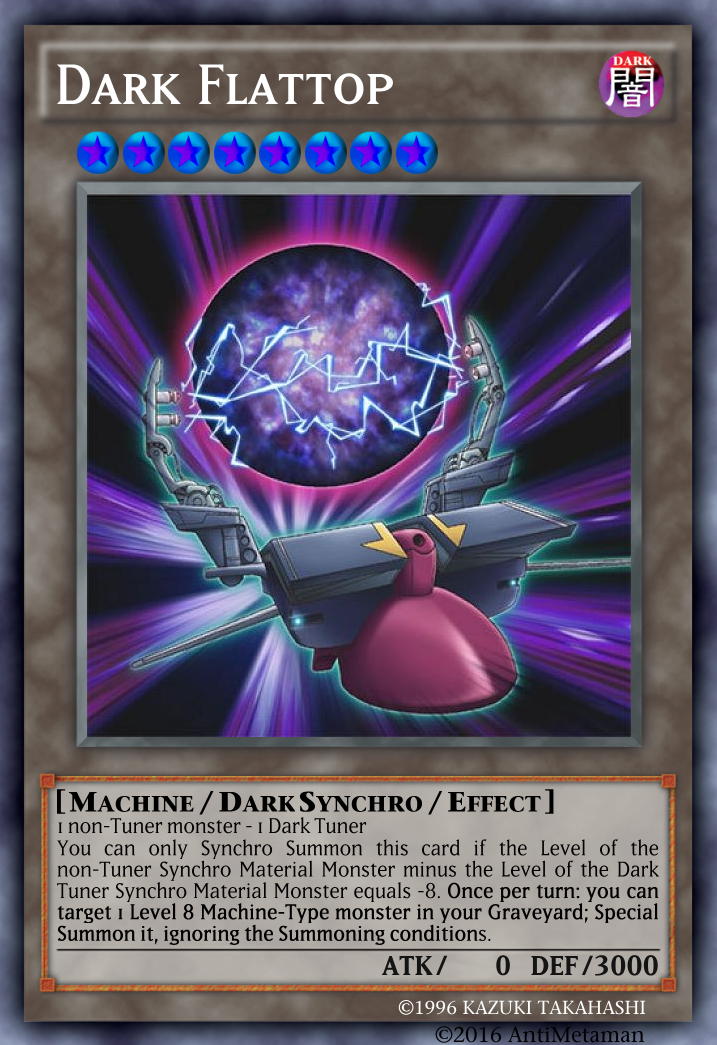 Dark Flattop
DARK
闇
[Machine / Dark Synchro / Effect]
1 non-Tuner monster - 1 Dark Tuner
You can only Synchro Summon this card if the Level of the
non-Tuner Synchro Material Monster minus the Level of the Dark
Tuner Synchro Material Monster equals -8. Once per turn: you can
target 1 Level 8 Machine-Type monster in your Graveyard; Special
Summon it, ignoring the Summoning conditions.
ATK/ 0 DEF/3000
©1996 KAZUKI TAKAHASHI
©2016 AntiMetaman